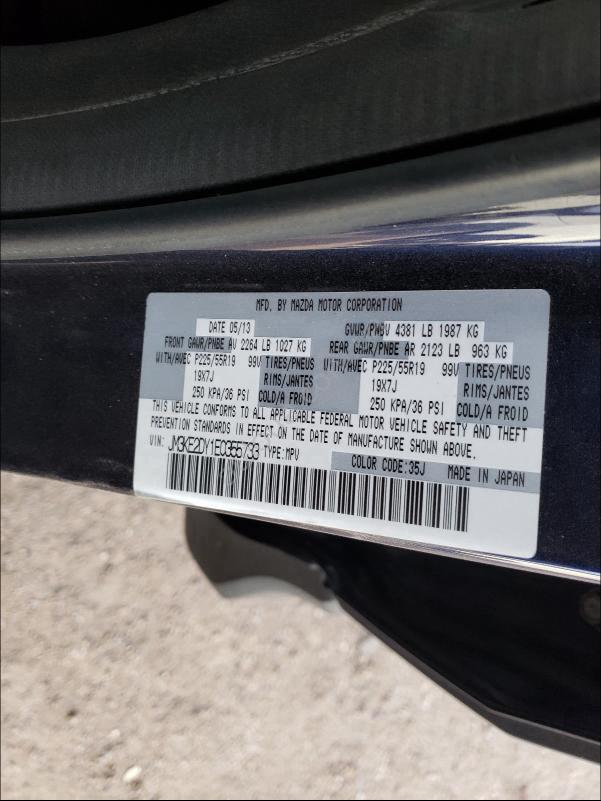 MFD. BY MAZDA MOTOR CORPORATION
DATE 05/13 GVWR/PNBV 4381 LB 1987 KG
FRONT GAWR/PNBE AV 2264 LB 1027 KG REAR GAWR/PNBE AR 2123 LB 963 KG
WITH/AVEC P225/55R19 99V TIRES/PNEUS WITH/AVEC P225/55R19 99V TIRES/PNEUS
19X7J RIMS/JANTES 19X7J RIMS/JANTES
250 KPA/36 PSI COLD/A FROID 250 KPA/36 PSI COLD/A FROID
THIS VEHICLE CONFORMS TO ALL APPLICABLE FEDERAL MOTOR VEHICLE SAFETY AND THEFT
PREVENTION STANDARDS IN EFFECT ON THE DATE OF MANUFACTURE SHOWN ABOVE.
VIN: JM3KE2DY1E0355733 TYPE:MPV
COLOR CODE:35J MADE IN JAPAN